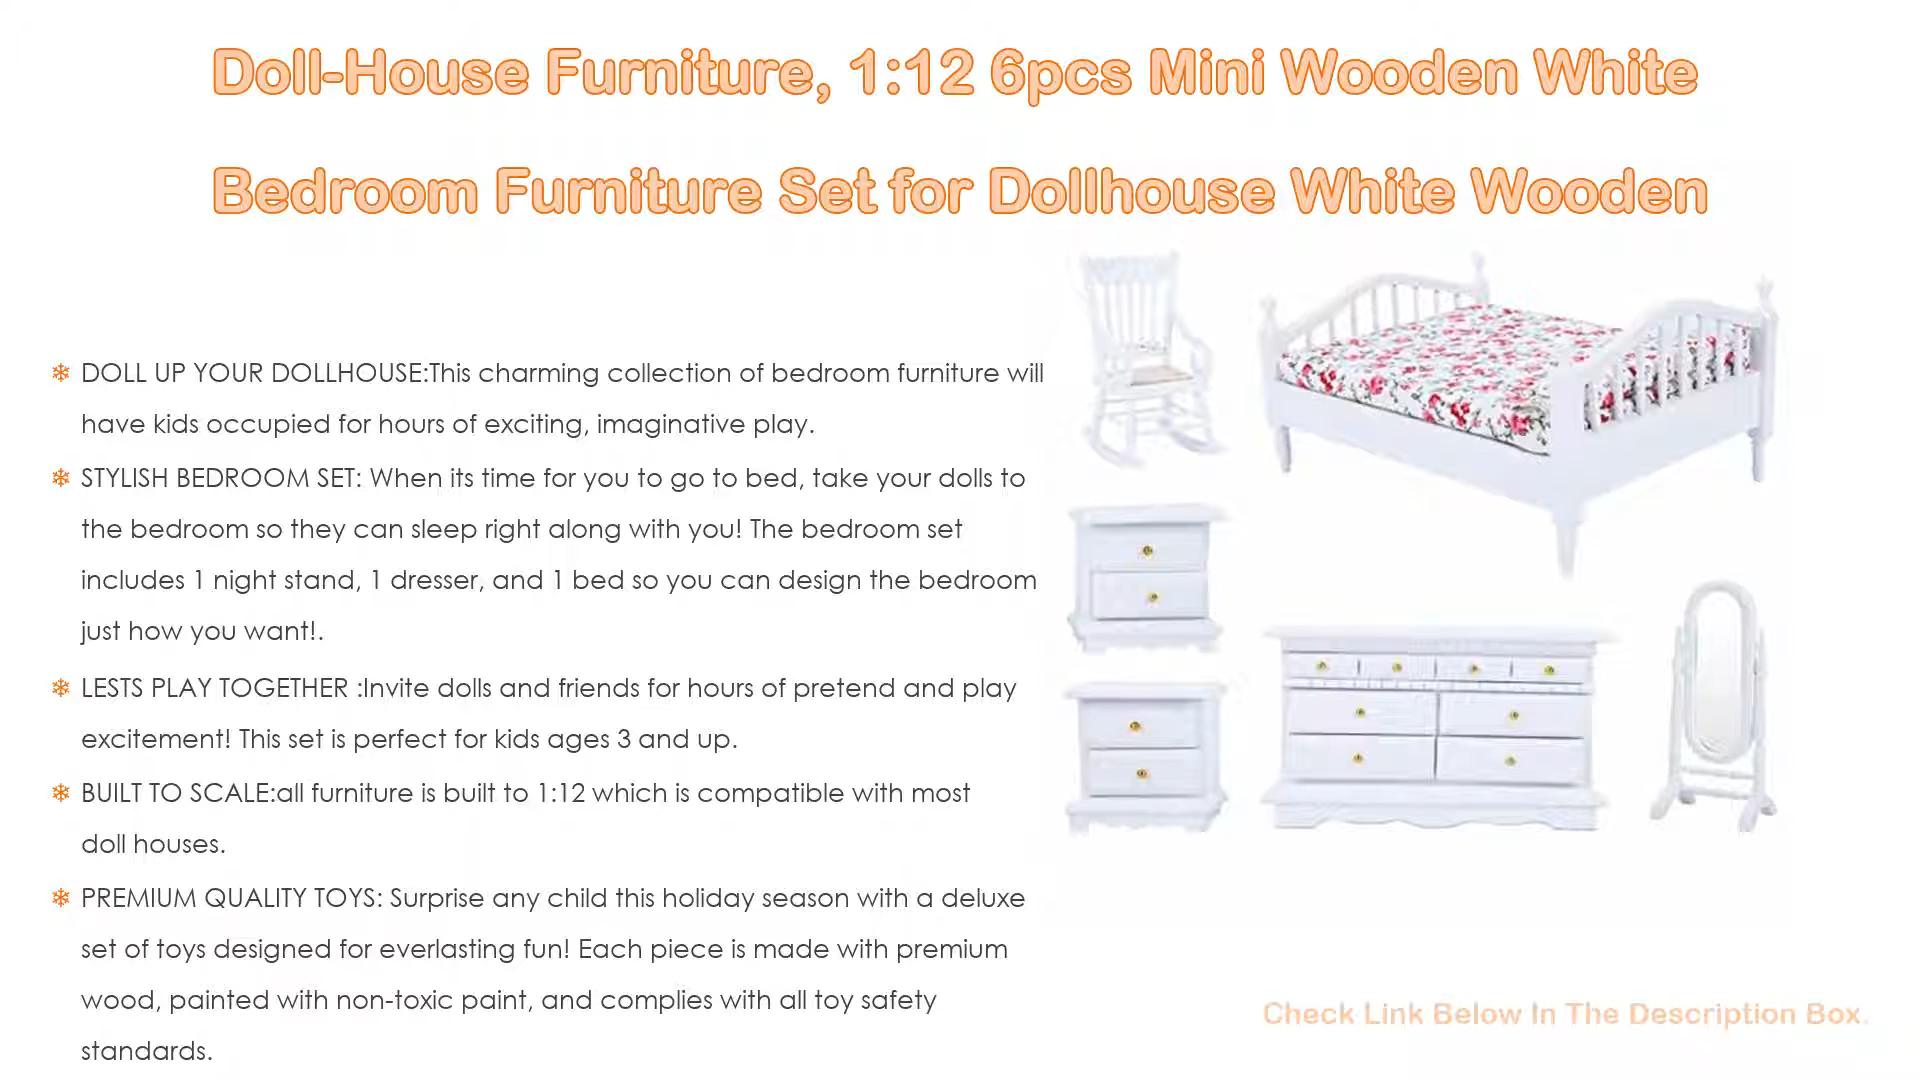 Doll-House Furniture, 1:12 6pcs Mini Wooden White
Bedroom Furniture Set for Dollhouse White Wooden
DOLL UP YOUR DOLLHOUSE:This charming collection of bedroom furniture will
have kids occupied for hours of exciting, imaginative play.
STYLISH BEDROOM SET: When its time for you to go to bed, take your dolls to
the bedroom so they can sleep right along with you! The bedroom set
includes 1 night stand, 1 dresser, and 1 bed so you can design the bedroom
just how you want!.
LESTS PLAY TOGETHER :Invite dolls and friends for hours of pretend and play
excitement! This set is perfect for kids ages 3 and up.
BUILT TO SCALE:all furniture is built to 1:12 which is compatible with most
doll houses.
PREMIUM QUALITY TOYS: Surprise any child this holiday season with a deluxe
set of toys designed for everlasting fun! Each piece is made with premium
wood, painted with non-toxic paint, and complies with all toy safety
standards.
Check Link Below In The Description Box.